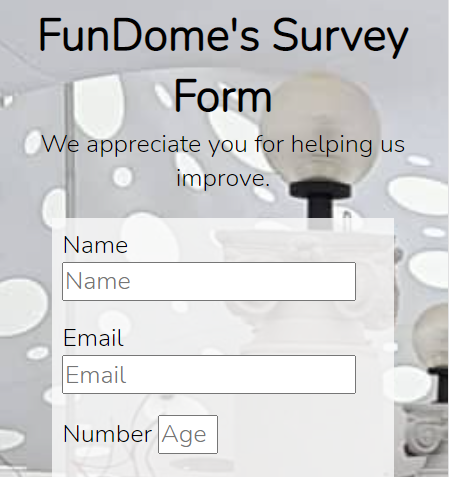 FunDome's Survey
Form
We appreciate you for helping us
improve.
Name
Name
Email
Email
Number Age